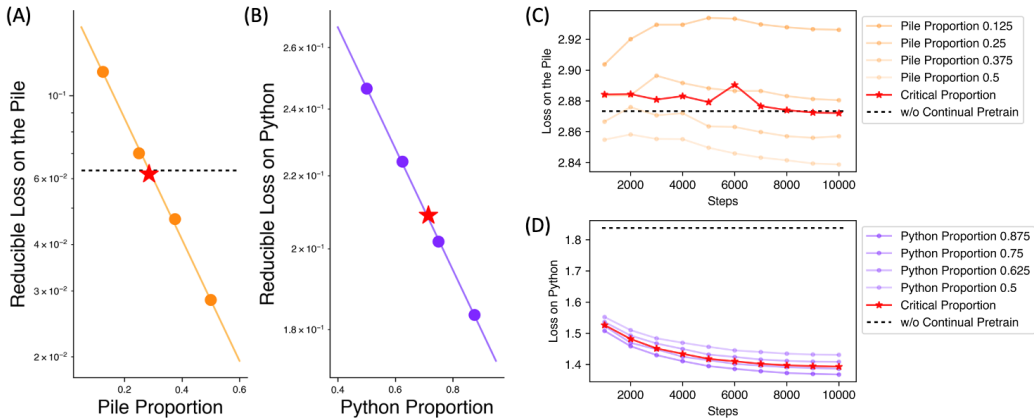 (A)
Reducible Loss on the Pile
10⁻¹
6 × 10⁻²
4 × 10⁻²
3 × 10⁻²
2 × 10⁻²
0.2
0.4
0.6
Pile Proportion
(B)
Reducible Loss on Python
2.6 × 10⁻¹
2.4 × 10⁻¹
2.2 × 10⁻¹
2 × 10⁻¹
1.8 × 10⁻¹
0.4
0.6
0.8
Python Proportion
(C)
Loss on the Pile
2.92
2.90
2.88
2.86
2.84
2000
4000
6000
8000
10000
Steps
Pile Proportion 0.125
Pile Proportion 0.25
Pile Proportion 0.375
Pile Proportion 0.5
Critical Proportion
w/o Continual Pretrain
(D)
Loss on Python
1.8
1.7
1.6
1.5
1.4
2000
4000
6000
8000
10000
Steps
Python Proportion 0.875
Python Proportion 0.75
Python Proportion 0.625
Python Proportion 0.5
Critical Proportion
w/o Continual Pretrain